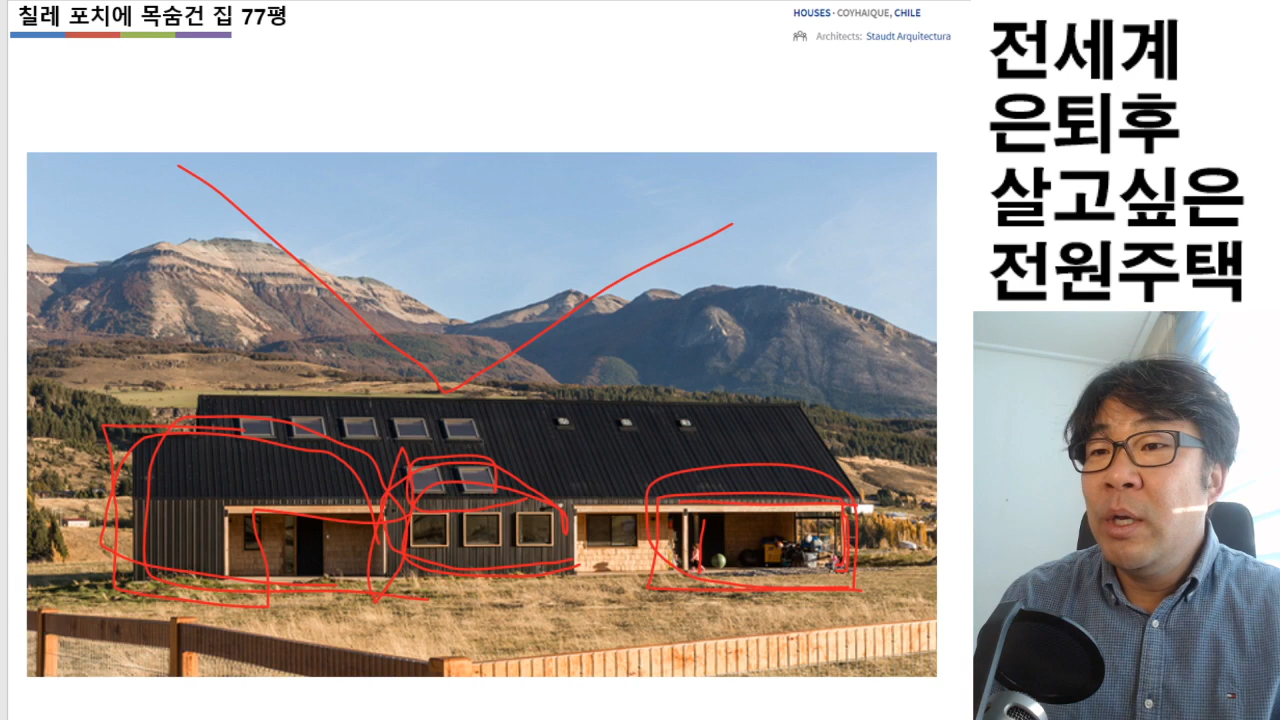 칠레 포치에 목숨건 집 77평
HOUSES · COYHAIQUE, CHILE
Architects: Staudt Arquitectura
전세계
은퇴후
살고싶은
전원주택